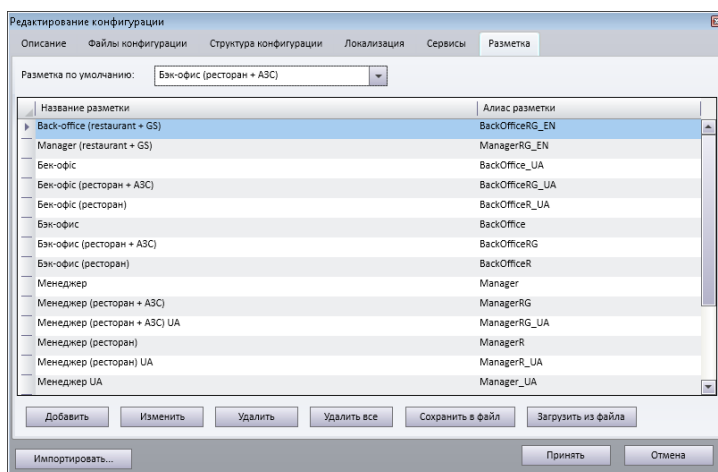 Редактирование конфигурации
Описание Файлы конфигурации Структура конфигурации Локализация Сервисы Разметка
Разметка по умолчанию: Бэк-офис (ресторан + АЗС)
Название разметки Алиас разметки
Back-office (restaurant + GS) BackOfficeRG_EN
Manager (restaurant + GS) ManagerRG_EN
Бек-офіс BackOffice_UA
Бек-офіс (ресторан + АЗС) BackOfficeRG_UA
Бек-офіс (ресторан) BackOfficeR_UA
Бэк-офис BackOffice
Бэк-офис (ресторан + АЗС) BackOfficeRG
Бэк-офис (ресторан) BackOfficeR
Менеджер Manager
Менеджер (ресторан + АЗС) ManagerRG
Менеджер (ресторан + АЗС) UA ManagerRG_UA
Менеджер (ресторан) ManagerR
Менеджер (ресторан) UA ManagerR_UA
Менеджер UA Manager_UA
Добавить Изменить Удалить Удалить все Сохранить в файл Загрузить из файла
Импортировать... Принять Отмена